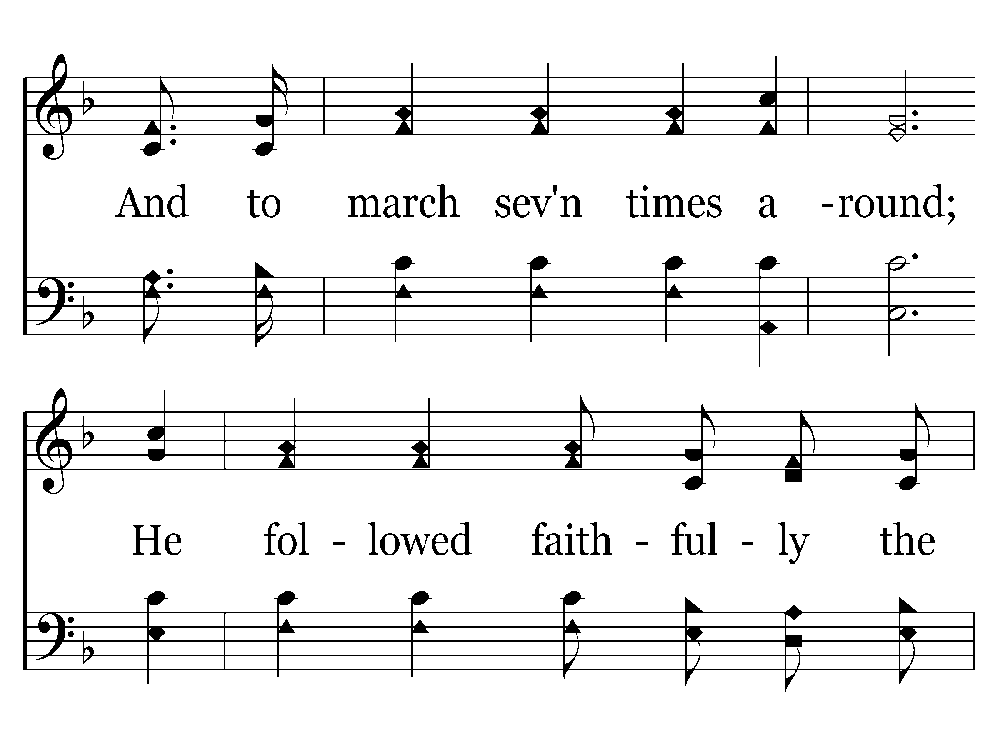 And to march sev'n times a -round;
He fol - lowed faith - ful - ly the